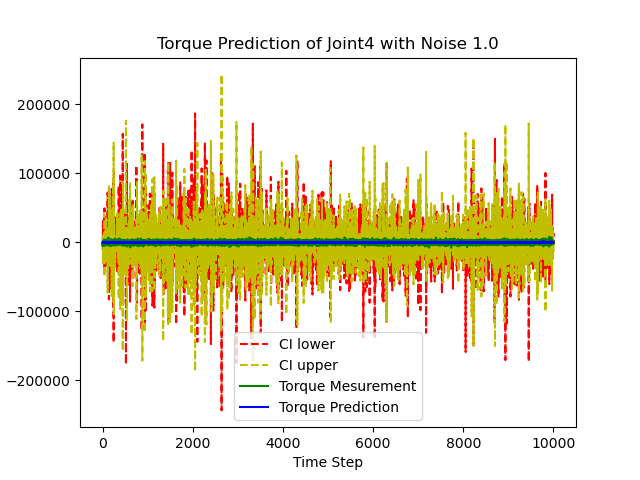 Torque Prediction of Joint4 with Noise 1.0
200000
100000
0
−100000
−200000
CI lower
CI upper
Torque Mesurement
Torque Prediction
0 2000 4000 6000 8000 10000
Time Step